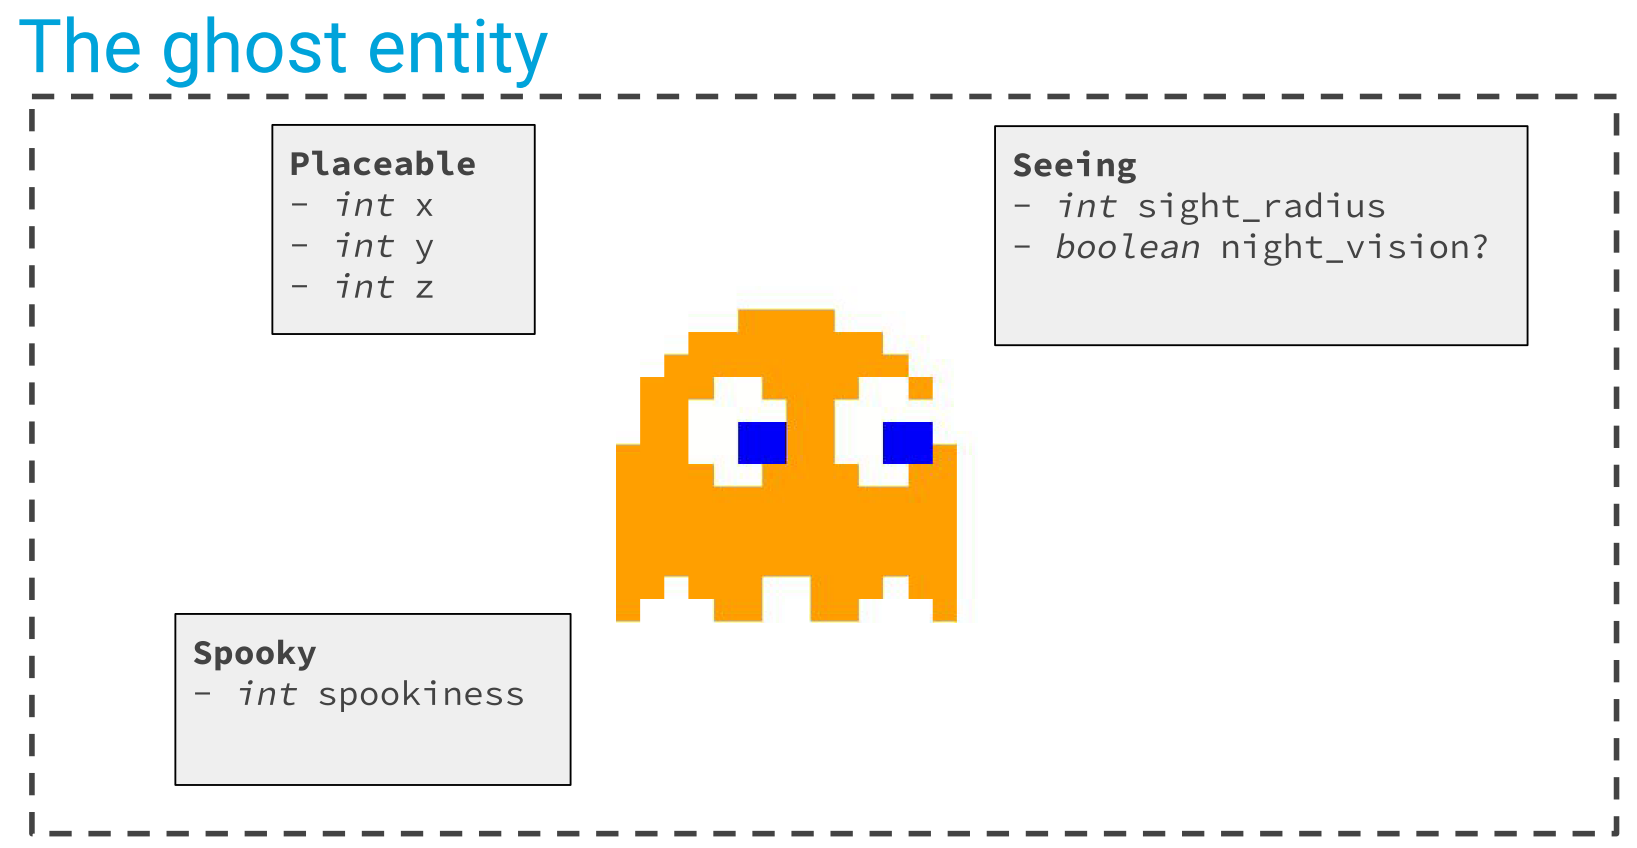 The ghost entity
Placeable
- int x
- int y
- int z
Seeing
- int sight_radius
- boolean night_vision?
Spooky
- int spookiness